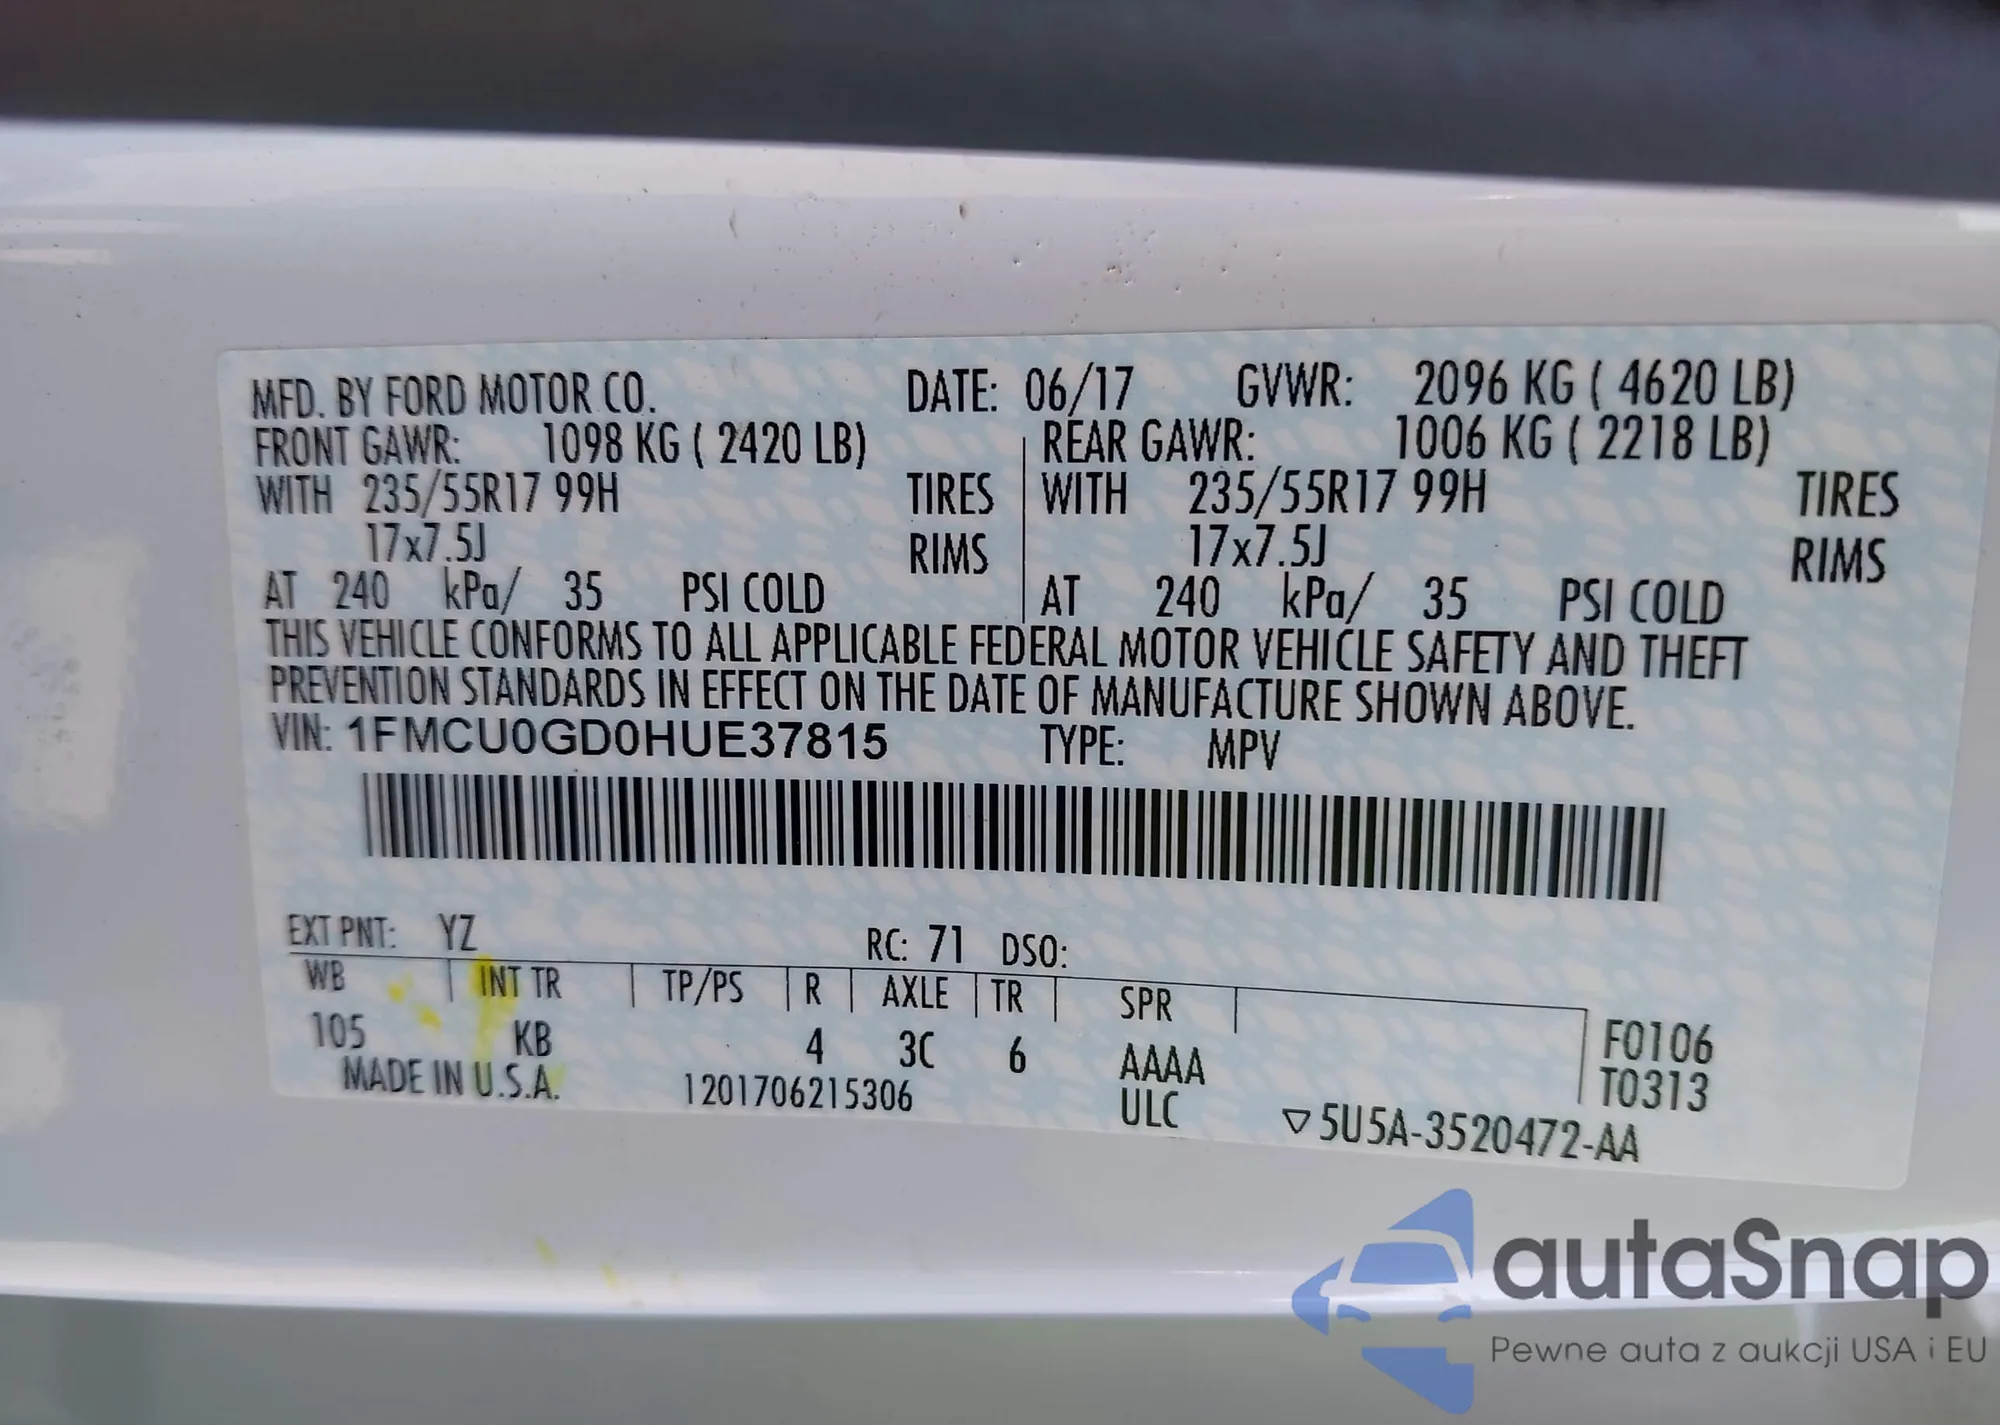 MFD. BY FORD MOTOR CO. DATE: 06/17 GVWR: 2096 KG ( 4620 LB)
FRONT GAWR: 1098 KG ( 2420 LB) REAR GAWR: 1006 KG ( 2218 LB)
WITH 235/55R17 99H TIRES WITH 235/55R17 99H TIRES
17x7.5J RIMS 17x7.5J RIMS
AT 240 kPa/ 35 PSI COLD AT 240 kPa/ 35 PSI COLD
THIS VEHICLE CONFORMS TO ALL APPLICABLE FEDERAL MOTOR VEHICLE SAFETY AND THEFT
PREVENTION STANDARDS IN EFFECT ON THE DATE OF MANUFACTURE SHOWN ABOVE.
VIN: 1FMCU0GD0HUE37815 TYPE: MPV
EXT PNT: YZ RC: 71 DSO:
WB INT TR TP/PS R AXLE TR SPR
105 KB 4 3C 6 AAAA F0106
MADE IN U.S.A. 1201706215306 ULC T0313
▽5U5A-3520472-AA
autaSnap
Pewne auta z aukcji USA i EU